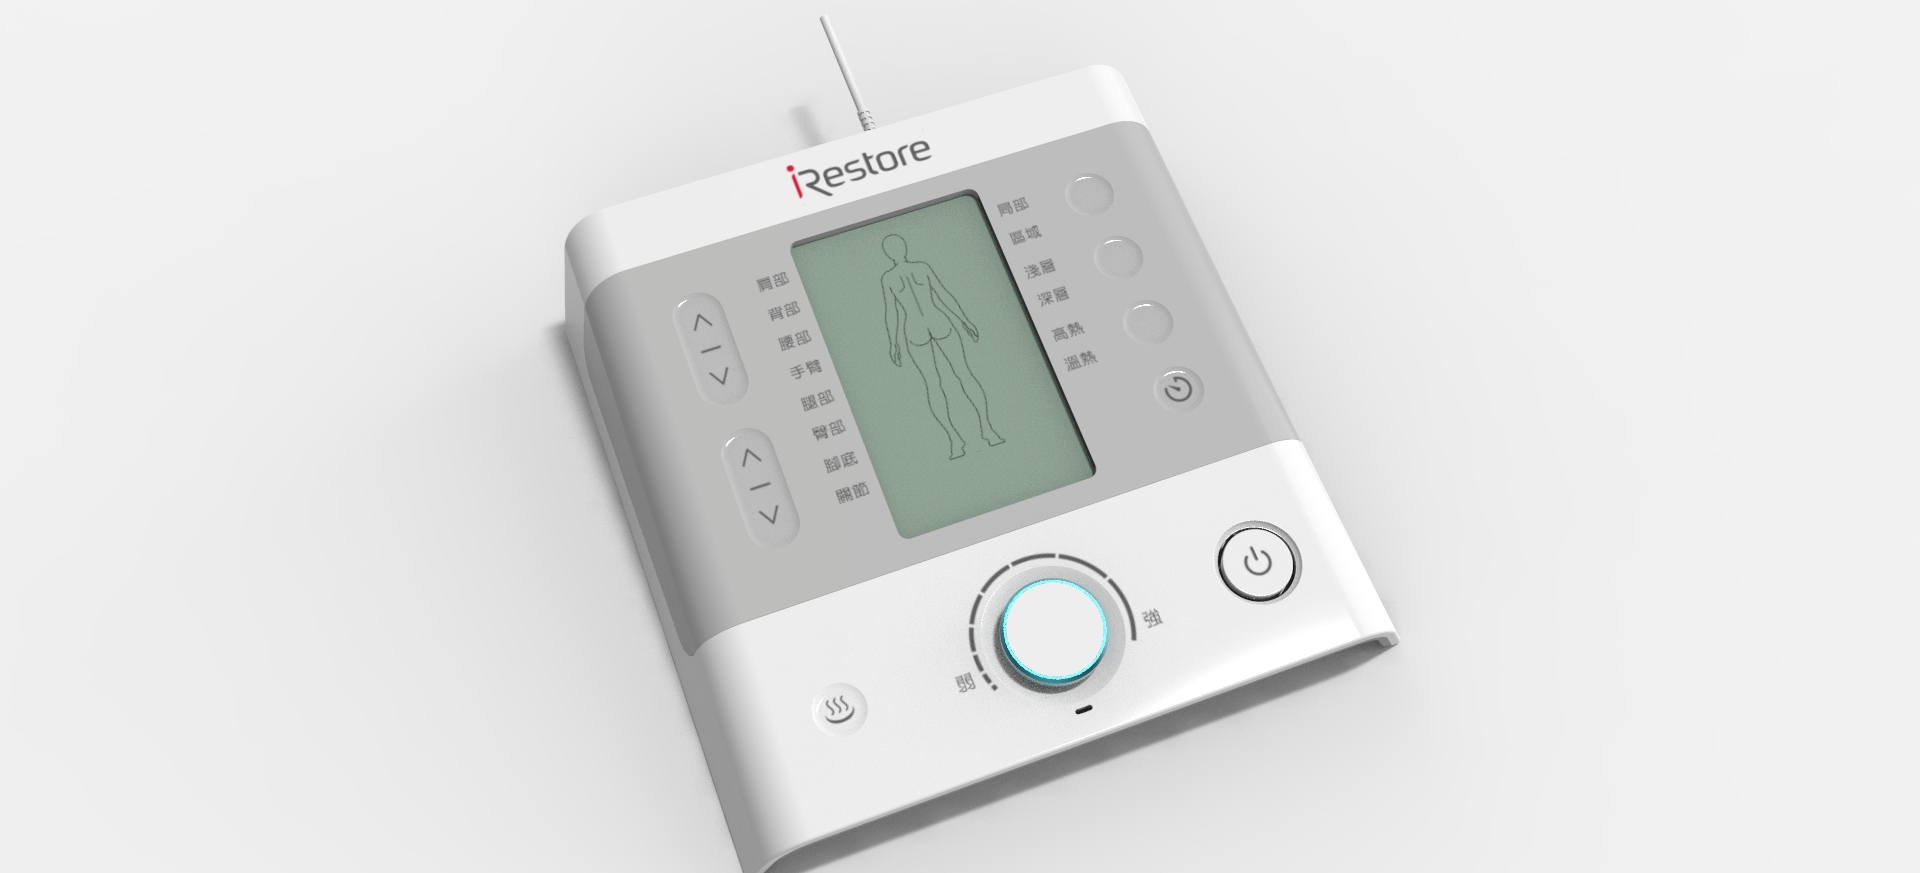 iRestore
肩部
背部
腰部
手臂
腿部
臀部
腳底
關節
局部
區域
淺層
深層
高熱
溫熱
弱
強